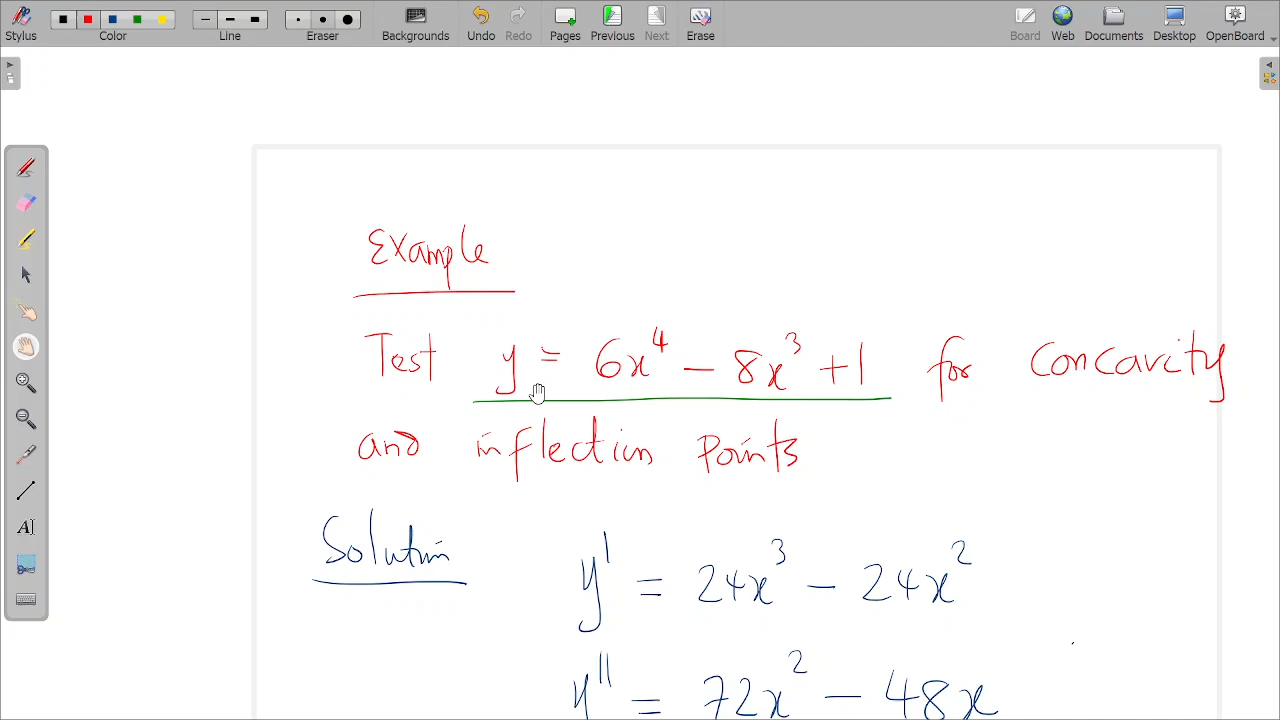 Stylus Color Line Eraser Backgrounds Undo Redo Pages Previous Next Erase Board Web Documents Desktop OpenBoard
Example
Test y = 6x⁴ − 8x³ + 1 for concavity
and inflection points
Solution y' = 24x³ − 24x²
y'' = 72x² − 48x